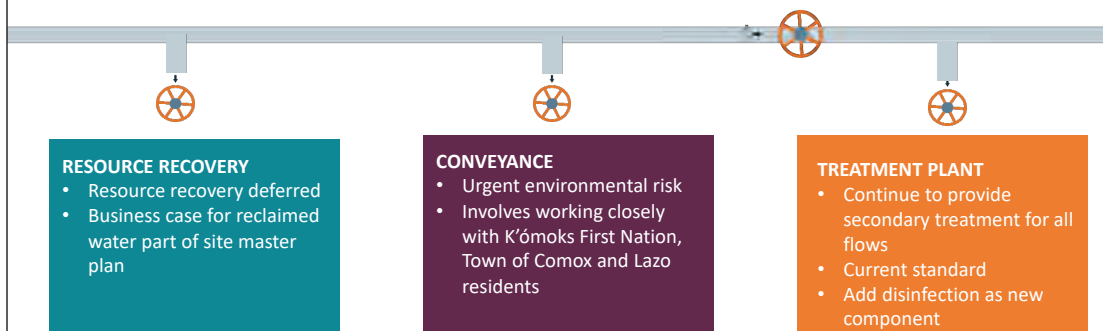 RESOURCE RECOVERY
• Resource recovery deferred
• Business case for reclaimed
water part of site master
plan
CONVEYANCE
• Urgent environmental risk
• Involves working closely
with K’ómoks First Nation,
Town of Comox and Lazo
residents
TREATMENT PLANT
• Continue to provide
secondary treatment for all
flows
• Current standard
• Add disinfection as new
component